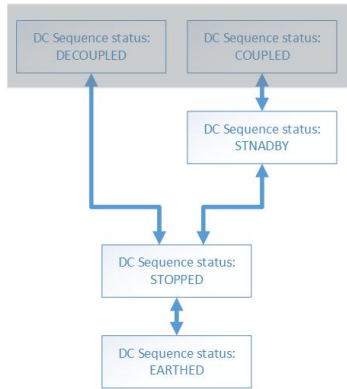 DC Sequence status:
DECOUPLED
DC Sequence status:
COUPLED
DC Sequence status:
STNADBY
DC Sequence status:
STOPPED
DC Sequence status:
EARTHED